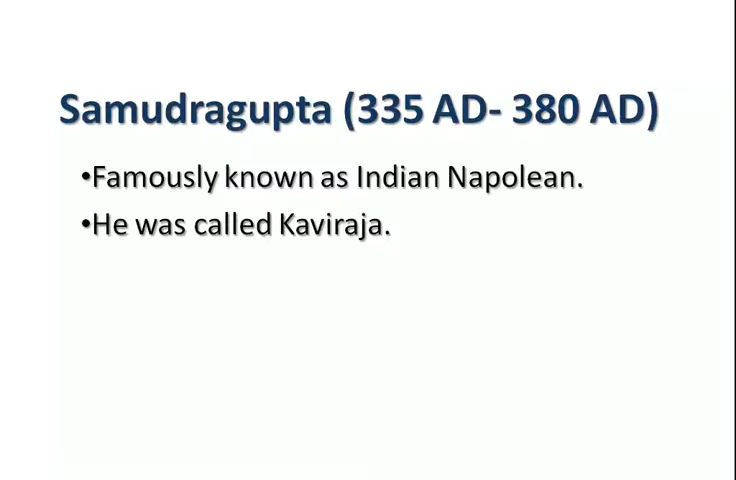 Samudragupta (335 AD- 380 AD)
•Famously known as Indian Napolean.
•He was called Kaviraja.